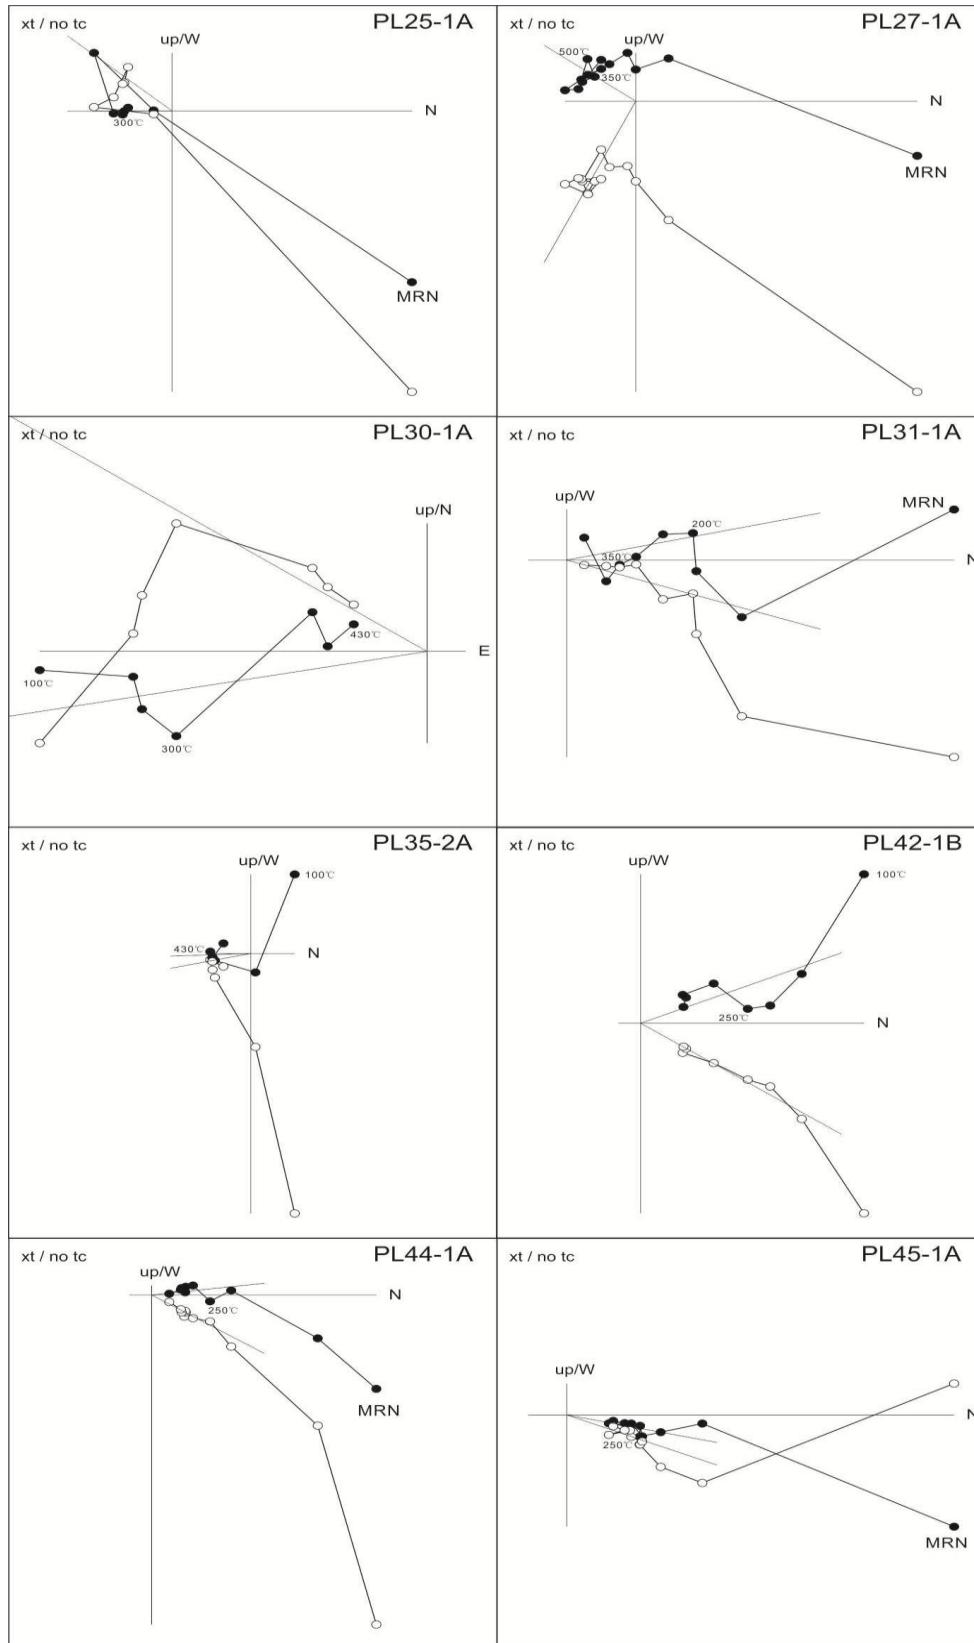 xt / no tc PL25-1A
up/W
N
300℃
MRN
xt / no tc PL27-1A
up/W
500℃
350℃
N
MRN
xt / no tc PL30-1A
up/N
430℃
E
100℃
300℃
xt / no tc PL31-1A
up/W
MRN
200℃
350℃
N
xt / no tc PL35-2A
up/W
100℃
430℃
N
xt / no tc PL42-1B
100℃
up/W
250℃
N
xt / no tc PL44-1A
up/W
N
250℃
MRN
xt / no tc PL45-1A
up/W
N
250℃
MRN